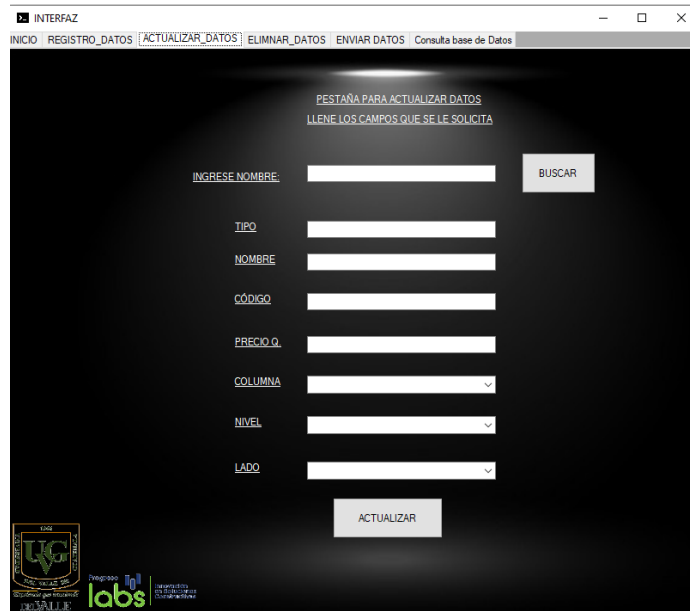 INTERFAZ
INICIO REGISTRO_DATOS ACTUALIZAR_DATOS ELIMNAR_DATOS ENVIAR DATOS Consulta base de Datos
PESTAÑA PARA ACTUALIZAR DATOS
LLENE LOS CAMPOS QUE SE LE SOLICITA
INGRESE NOMBRE:
BUSCAR
TIPO
NOMBRE
CÓDIGO
PRECIO Q.
COLUMNA
NIVEL
LADO
ACTUALIZAR
UVG
DEL VALLE
Progreso
labs